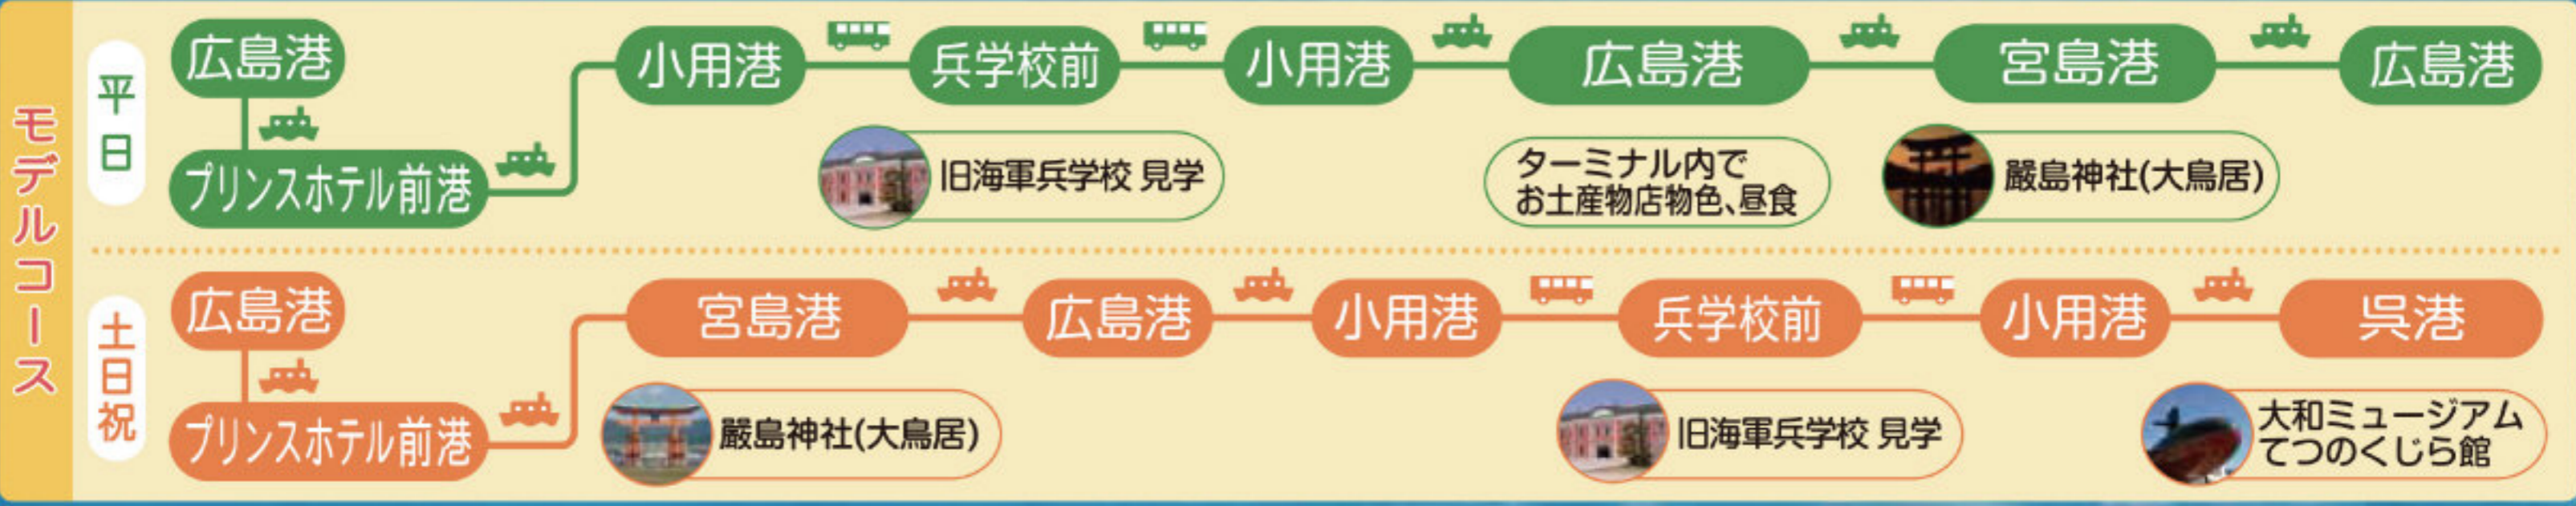 モデルコース
平日
広島港
プリンスホテル前港
小用港
兵学校前
小用港
広島港
宮島港
広島港
旧海軍兵学校 見学
ターミナル内で
お土産物店物色、昼食
嚴島神社(大鳥居)
土日祝
広島港
プリンスホテル前港
宮島港
広島港
小用港
兵学校前
小用港
呉港
嚴島神社(大鳥居)
旧海軍兵学校 見学
大和ミュージアム
てつのくじら館